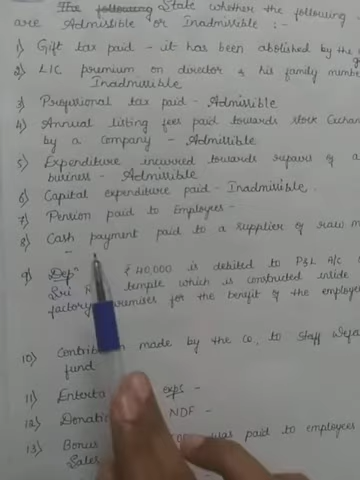 The following State whether the following
are Admissible or Inadmissible :-
1) Gift tax paid - it has been abolished by the
2) LIC premium on director & his family
Inadmissible
3) Proffssional tax paid - Admissible
4) Annual listing fees paid towards stock
by a company - Admissible
5) Expenditure incurred towards repairs of a
business - Admissible
6) Capital expenditure paid - Inadmissible.
7) Pension paid to Employees -
8) Cash payment paid to a supplier of raw
-
9) Depn ₹ 40,000 is debited to P&L A/c
Sri temple which is constructed inside
factory for the benefit of the
10) made by the Co, to staff
fund
11) exps -
12) NDF -
13) Bonus was paid to employees
Sales